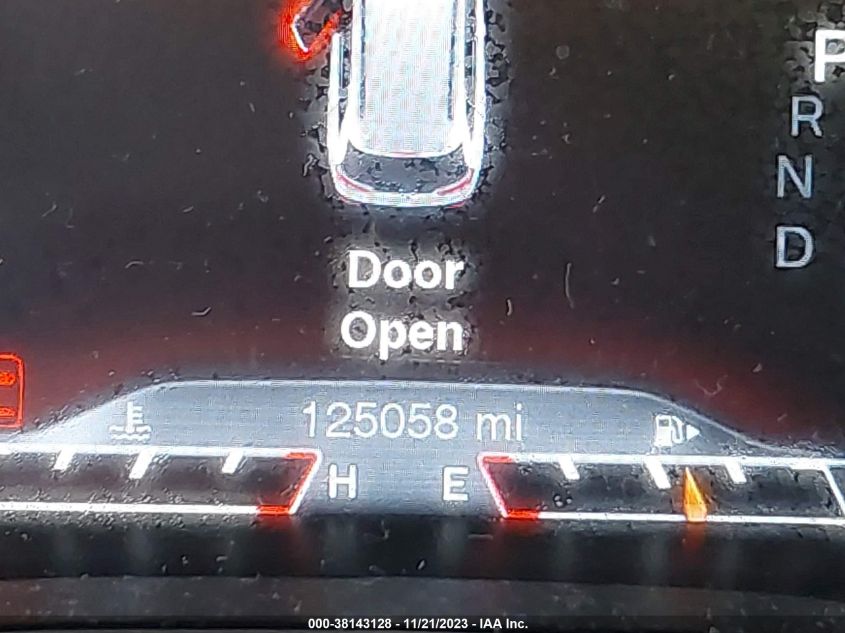 P
R
N
D
Door
Open
125058 mi
H E
000-38143128 - 11/21/2023 - IAA Inc.